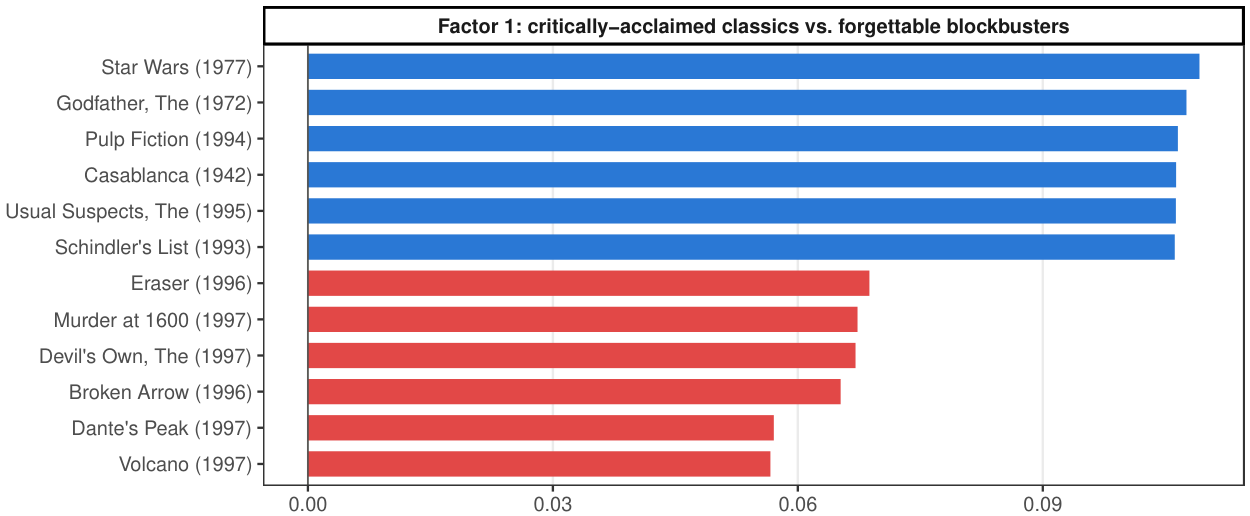 Factor 1: critically−acclaimed classics vs. forgettable blockbusters
Star Wars (1977)
Godfather, The (1972)
Pulp Fiction (1994)
Casablanca (1942)
Usual Suspects, The (1995)
Schindler's List (1993)
Eraser (1996)
Murder at 1600 (1997)
Devil's Own, The (1997)
Broken Arrow (1996)
Dante's Peak (1997)
Volcano (1997)
0.00 0.03 0.06 0.09